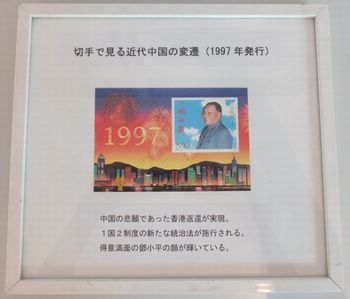 切手で見る近代中国の変遷（1997年発行）
1997
中国の悲願であった香港返還が実現。
１国２制度の新たな統治法が施行される。
得意満面の鄧小平の顔が輝いている。